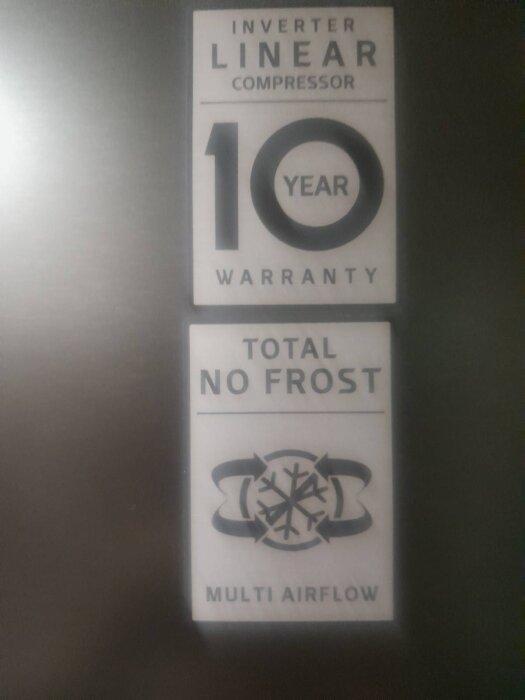 INVERTER
LINEAR
COMPRESSOR
10
YEAR
WARRANTY
TOTAL
NO FROST
MULTI AIRFLOW